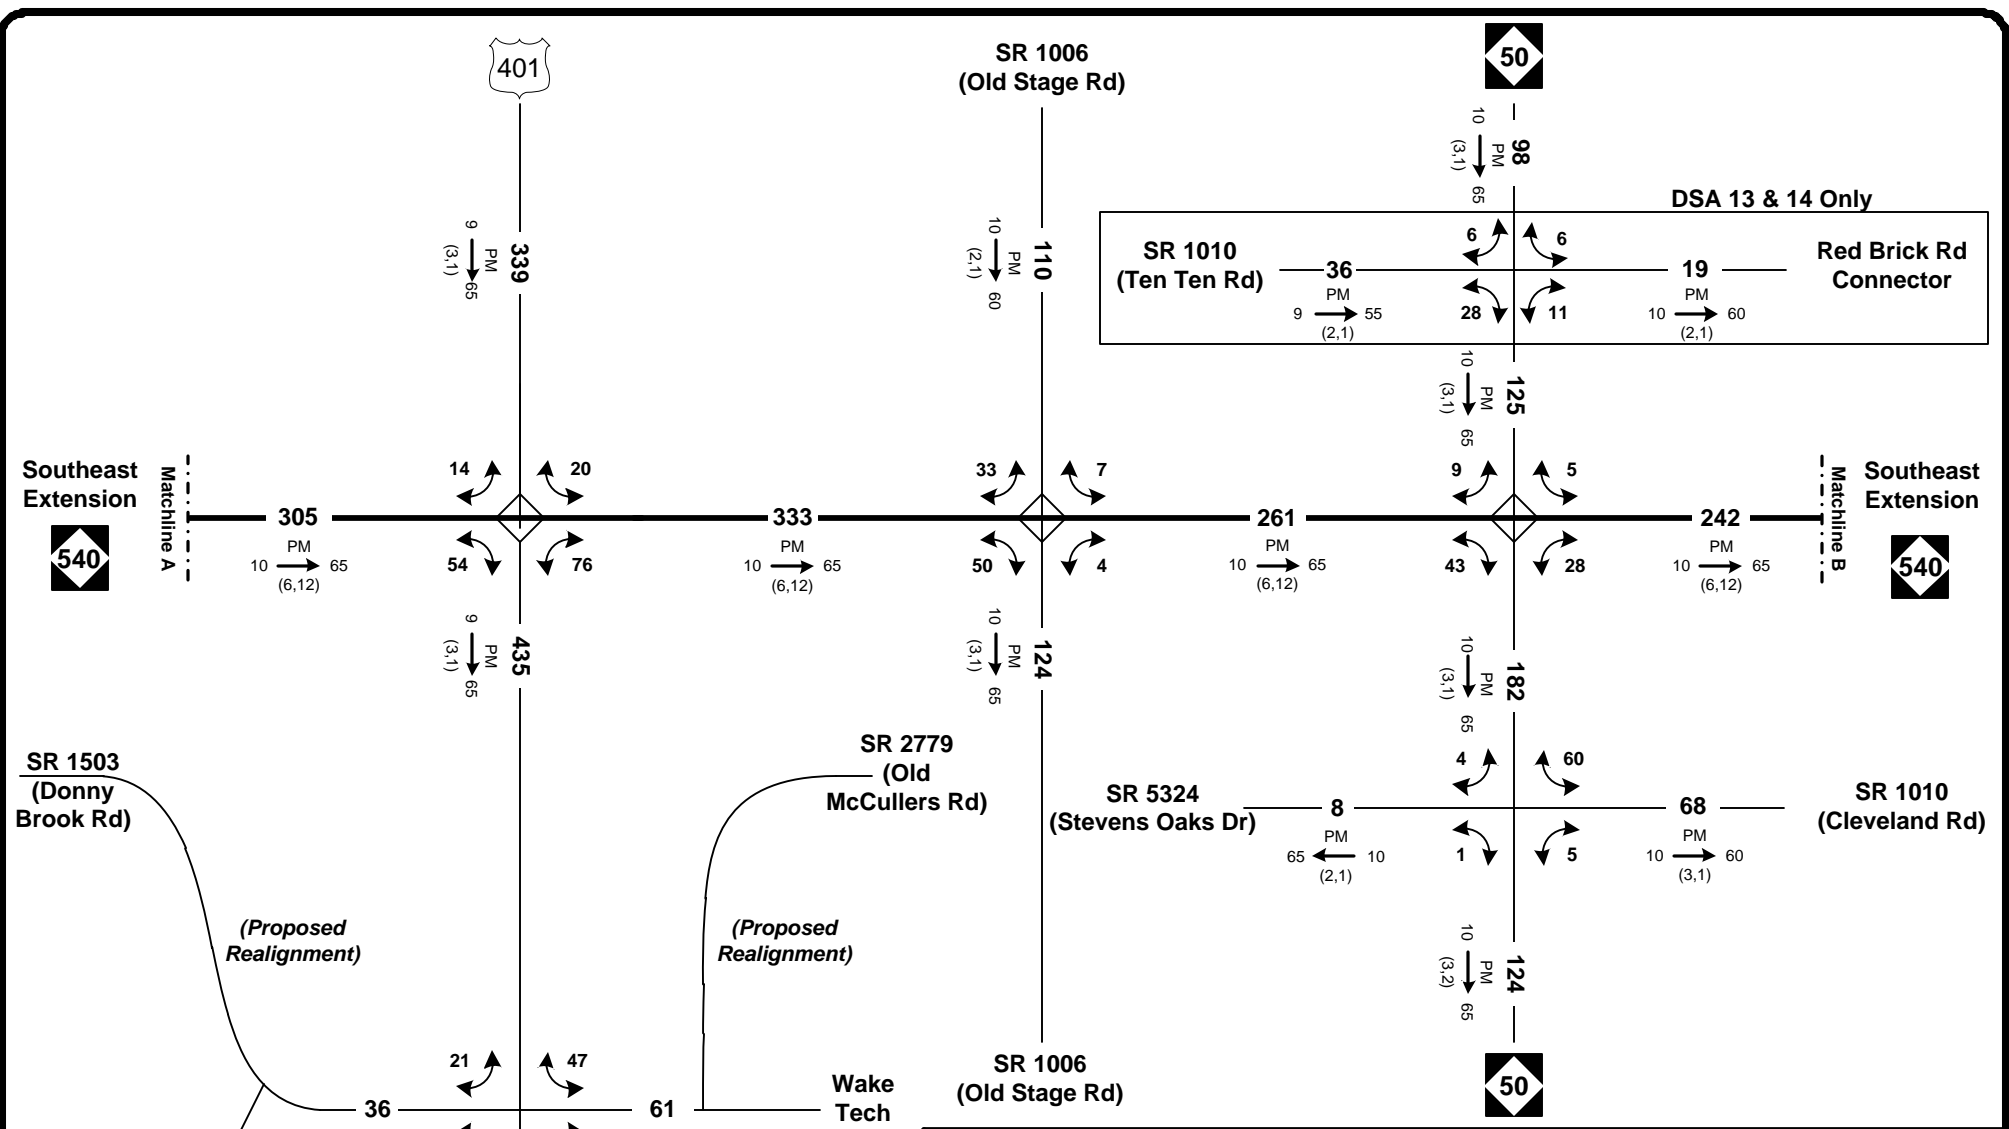 401
SR 1006
(Old Stage Rd)
50
10
PM
(3,1)
65
98
DSA 13 & 14 Only
9
PM
(3,1)
65
339
10
PM
(2,1)
60
110
SR 1010
(Ten Ten Rd)
36
PM
9 55
(2,1)
6
6
28
11
19
PM
10 60
(2,1)
Red Brick Rd
Connector
10
PM
(3,1)
65
125
Southeast
Extension
540
Matchline A
305
PM
10 65
(6,12)
14
20
54
76
333
PM
10 65
(6,12)
33
7
50
4
261
PM
10 65
(6,12)
9
5
43
28
242
PM
10 65
(6,12)
Matchline B
Southeast
Extension
540
9
PM
(3,1)
65
435
10
PM
(3,1)
65
124
10
PM
(3,1)
65
182
SR 1503
(Donny
Brook Rd)
SR 2779
(Old
McCullers Rd)
SR 5324
(Stevens Oaks Dr)
8
PM
65 10
(2,1)
4
60
1
5
68
PM
10 60
(3,1)
SR 1010
(Cleveland Rd)
(Proposed
Realignment)
(Proposed
Realignment)
10
PM
(3,2)
65
124
21
47
36
61
Wake
Tech
SR 1006
(Old Stage Rd)
50